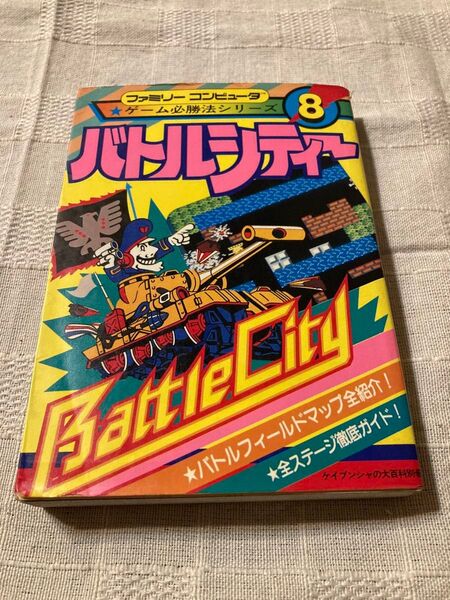 ファミリーコンピュータ
★ゲーム必勝法シリーズ
8
バトルシティー
Battle City
★バトルフィールドマップ全紹介!
★全ステージ徹底ガイド!
ケイブンシャの大百科別冊